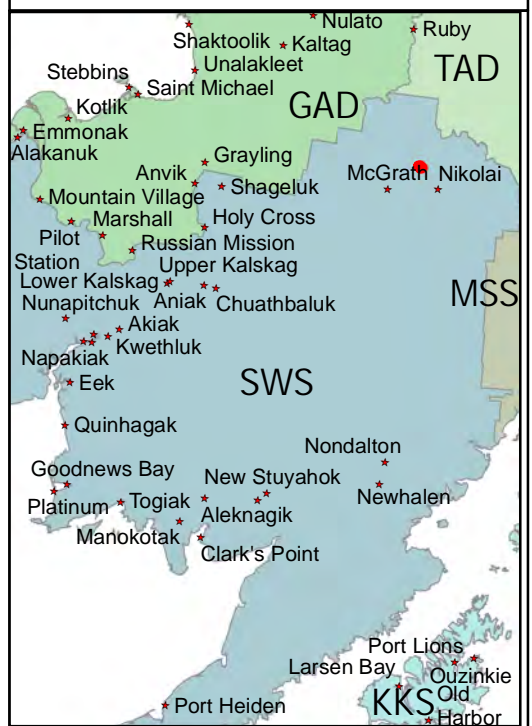 Nulato
Ruby
Shaktoolik
Kaltag
Unalakleet
TAD
Stebbins
Saint Michael
GAD
Kotlik
Emmonak
Alakanuk
Grayling
Anvik
McGrath
Nikolai
Shageluk
Mountain Village
Marshall
Holy Cross
Pilot
Station
Russian Mission
Upper Kalskag
Lower Kalskag
MSS
Nunapitchuk
Aniak
Chuathbaluk
Akiak
Kwethluk
Napakiak
SWS
Eek
Quinhagak
Nondalton
Goodnews Bay
New Stuyahok
Newhalen
Platinum
Togiak
Aleknagik
Manokotak
Clark's Point
Port Lions
Larsen Bay
Ouzinkie
KKS
Old
Harbor
Port Heiden